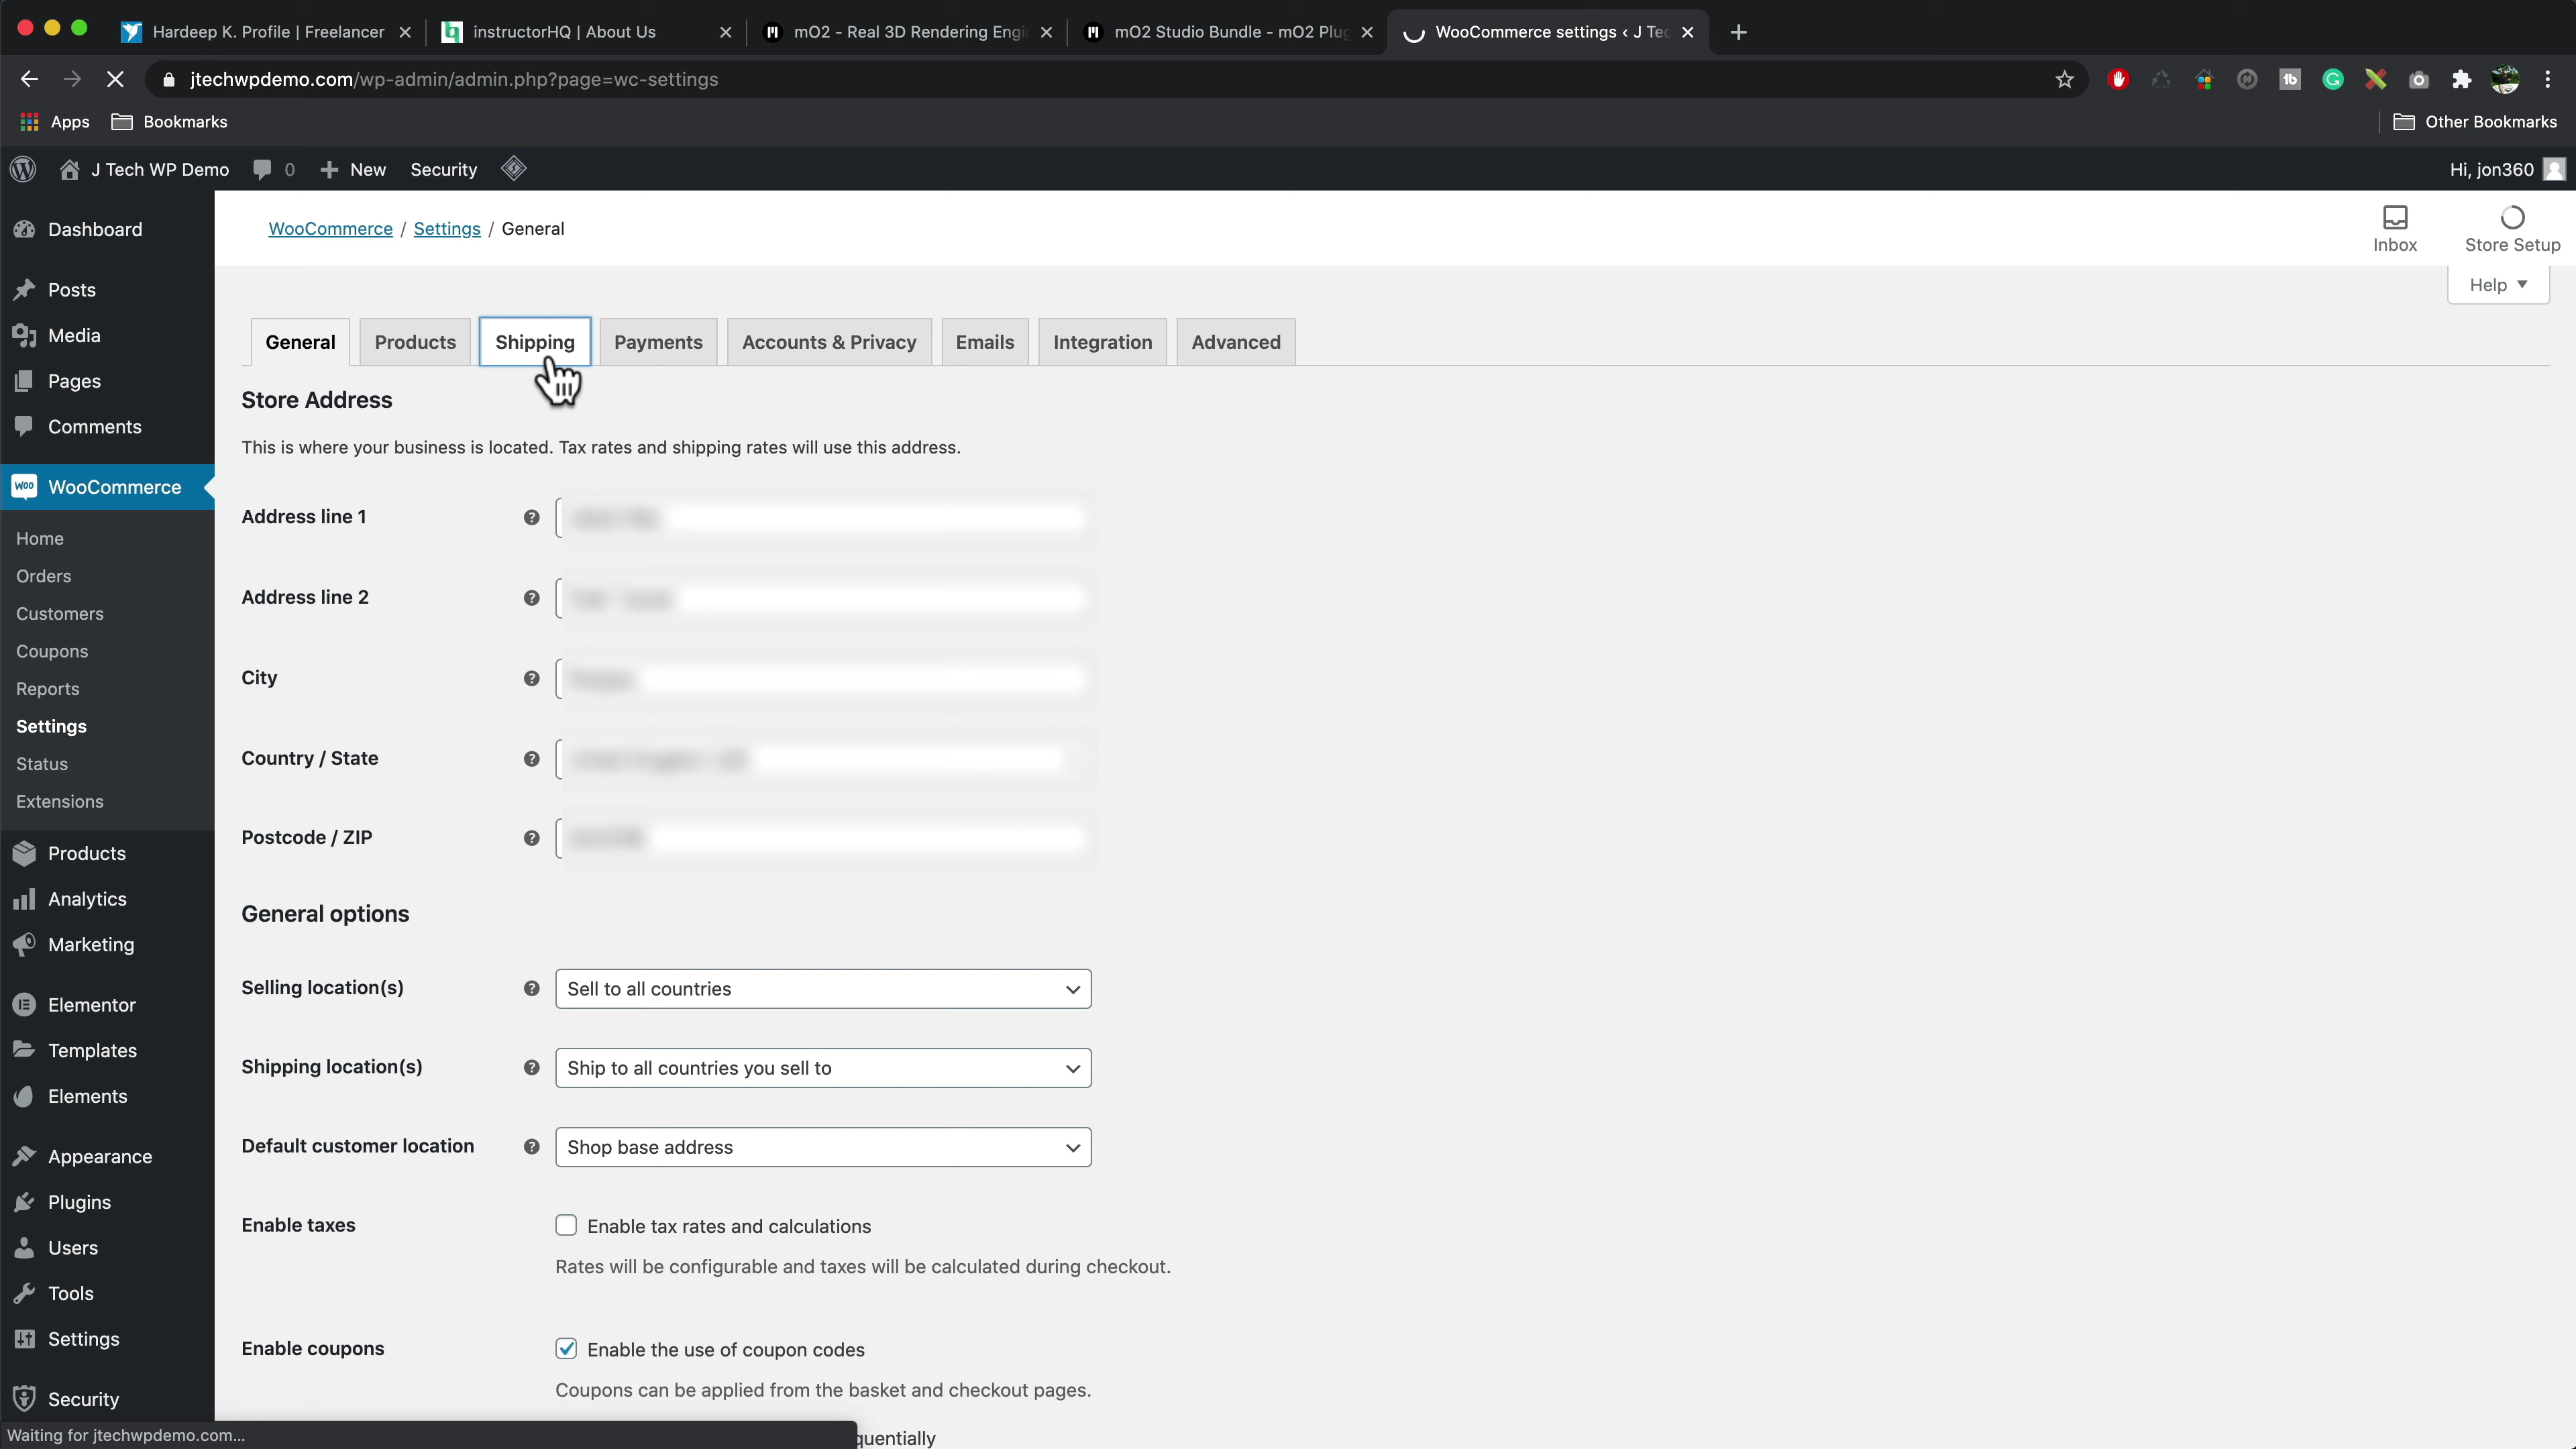 Hardeep K. Profile | Freelancer
instructorHQ | About Us
mO2 - Real 3D Rendering Engi
mO2 Studio Bundle - mO2 Plug
WooCommerce settings ‹ J Tec
jtechwpdemo.com/wp-admin/admin.php?page=wc-settings
Apps
Bookmarks
Other Bookmarks
J Tech WP Demo
0
New
Security
Hi, jon360
Dashboard
Posts
Media
Pages
Comments
WooCommerce
Home
Orders
Customers
Coupons
Reports
Settings
Status
Extensions
Products
Analytics
Marketing
Elementor
Templates
Elements
Appearance
Plugins
Users
Tools
Settings
Security
WooCommerce / Settings / General
Inbox
Store Setup
Help
General
Products
Shipping
Payments
Accounts & Privacy
Emails
Integration
Advanced
Store Address
This is where your business is located. Tax rates and shipping rates will use this address.
Address line 1
Address line 2
City
Country / State
Postcode / ZIP
General options
Selling location(s)
Sell to all countries
Shipping location(s)
Ship to all countries you sell to
Default customer location
Shop base address
Enable taxes
Enable tax rates and calculations
Rates will be configurable and taxes will be calculated during checkout.
Enable coupons
Enable the use of coupon codes
Coupons can be applied from the basket and checkout pages.
quentially
Waiting for jtechwpdemo.com...